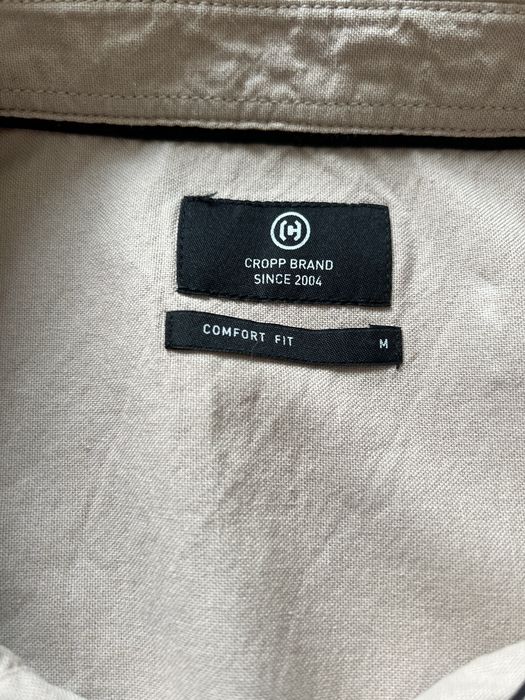 CROPP BRAND
SINCE 2004
COMFORT FIT M